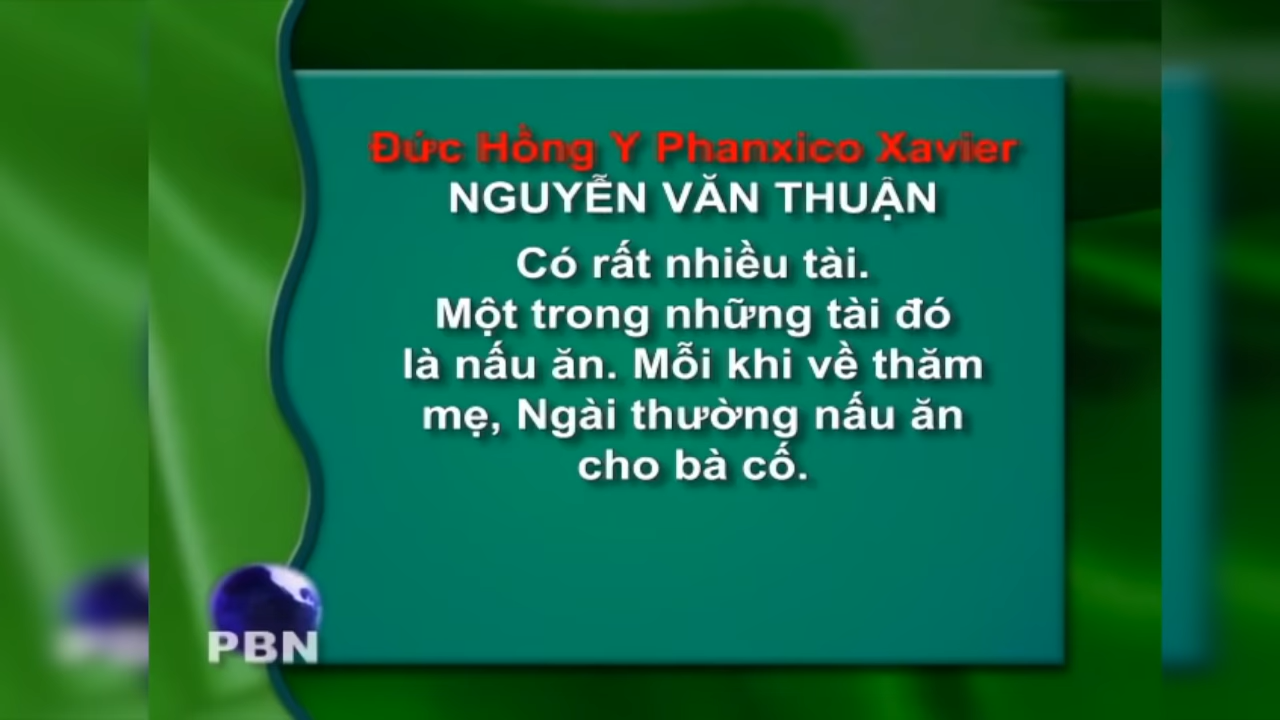 Đức Hồng Y Phanxico Xavier
NGUYỄN VĂN THUẬN
Có rất nhiều tài.
Một trong những tài đó
là nấu ăn. Mỗi khi về thăm
mẹ, Ngài thường nấu ăn
cho bà cố.
PBN